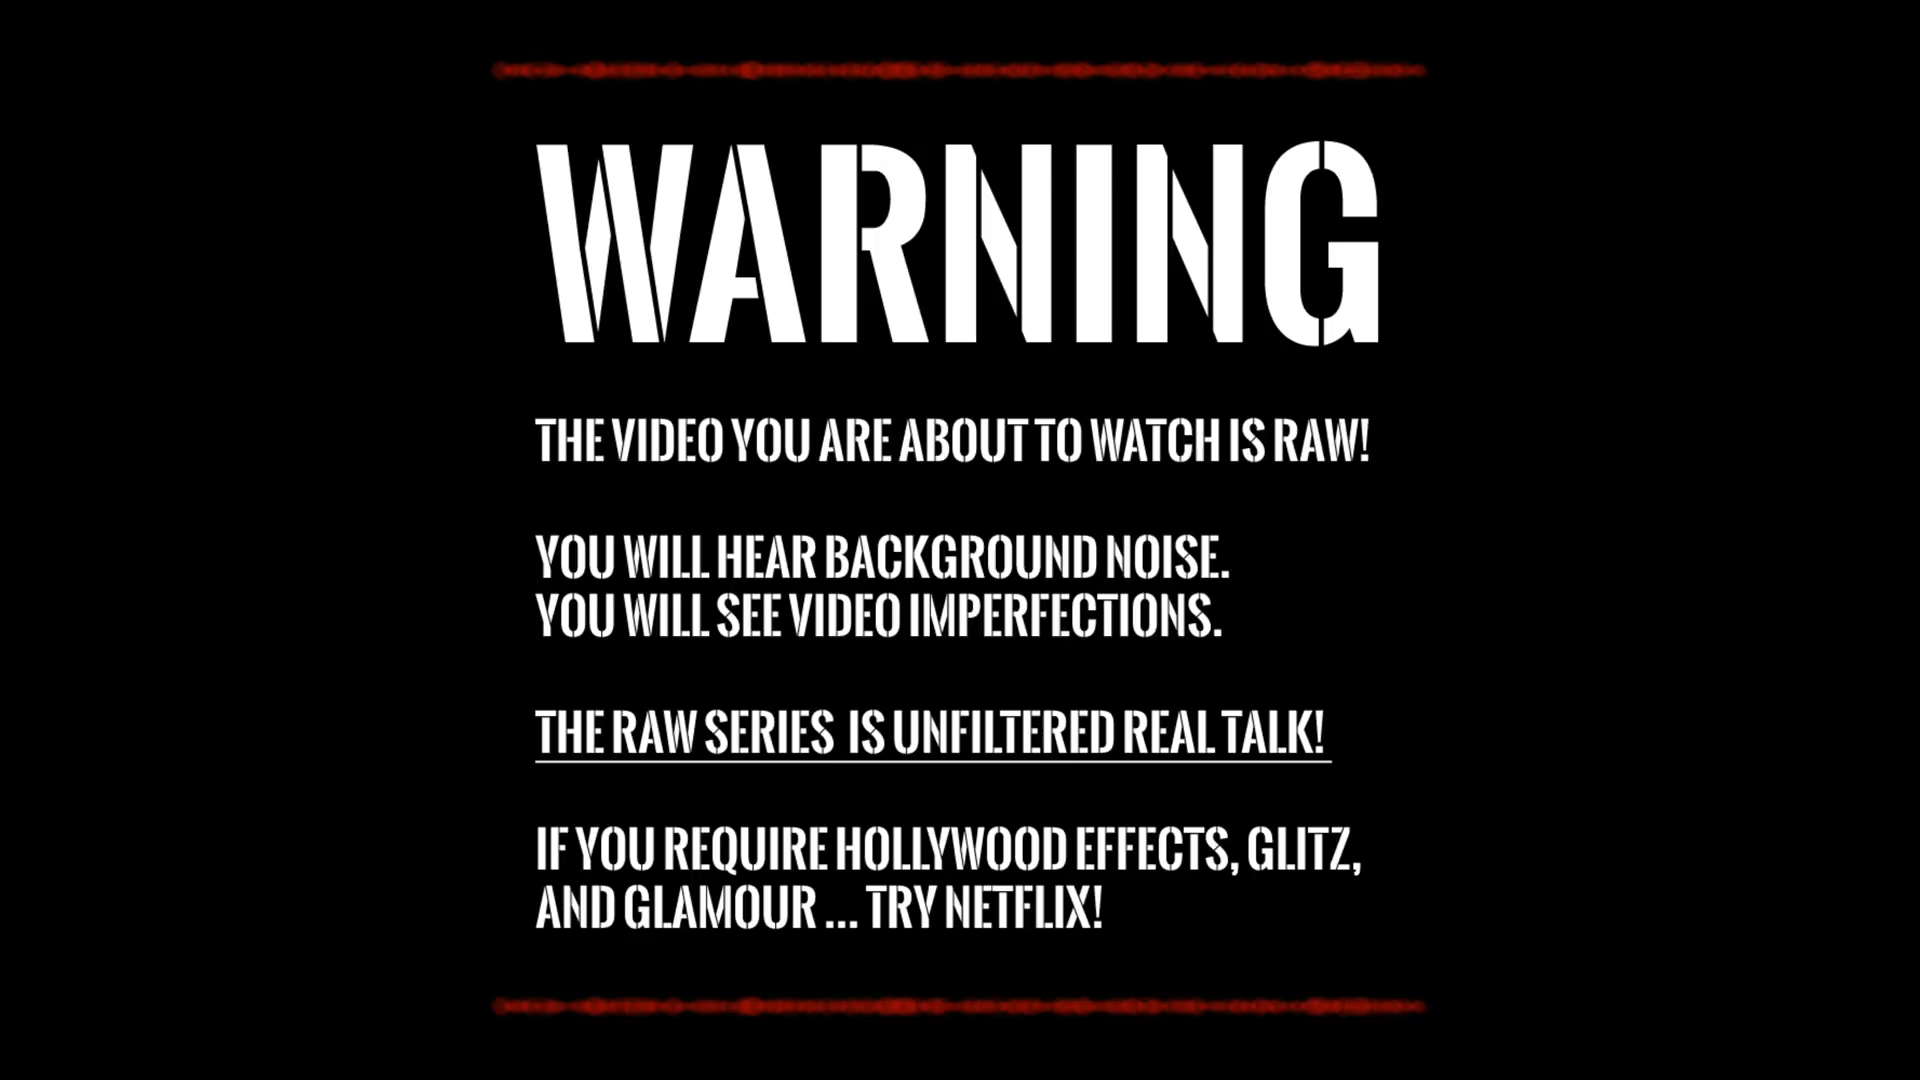 WARNING
THE VIDEO YOU ARE ABOUT TO WATCH IS RAW!
YOU WILL HEAR BACKGROUND NOISE.
YOU WILL SEE VIDEO IMPERFECTIONS.
THE RAW SERIES IS UNFILTERED REAL TALK!
IF YOU REQUIRE HOLLYWOOD EFFECTS, GLITZ,
AND GLAMOUR ... TRY NETFLIX!